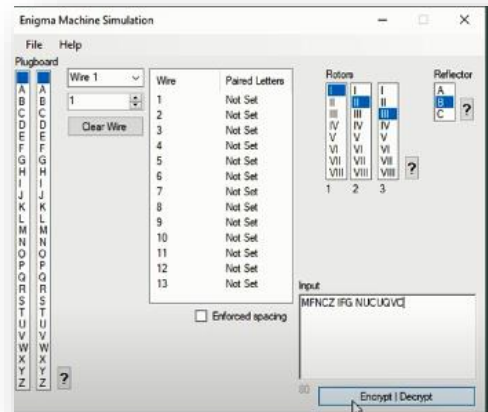 Enigma Machine Simulation
File Help
Plugboard
A A
B B
C C
D D
E E
F F
G G
H H
I I
J J
K K
L L
M M
N N
O O
P P
Q Q
R R
S S
T T
U U
V V
W W
X X
Y Y
Z Z
?
Wire 1
1
Clear Wire
Wire Paired Letters
1 Not Set
2 Not Set
3 Not Set
4 Not Set
5 Not Set
6 Not Set
7 Not Set
8 Not Set
9 Not Set
10 Not Set
11 Not Set
12 Not Set
13 Not Set
Enforced spacing
Rotors
I I I
II II II
III III III
IV IV IV
V V V
VI VI VI
VII VII VII
VIII VIII VIII
1 2 3
?
Reflector
A
B
C
?
Input
MFNCZ IFG NUCUQVC
80
Encrypt | Decrypt